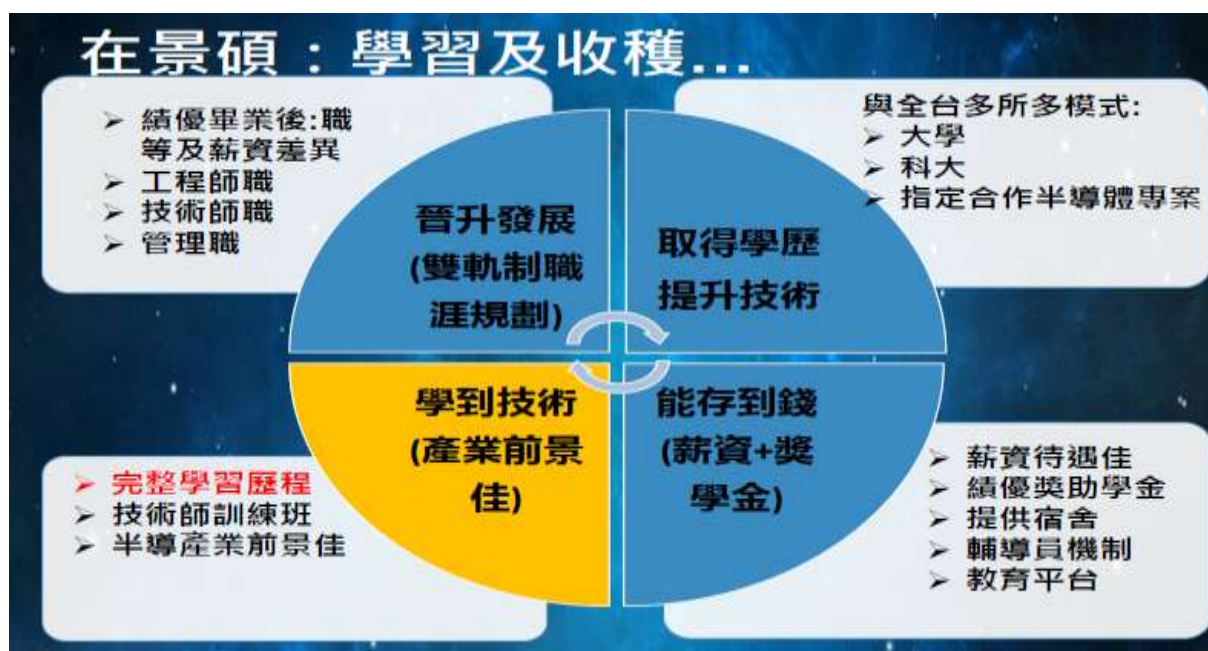 在景碩：學習及收穫...
➢ 績優畢業後:職
等及薪資差異
➢ 工程師職
➢ 技術師職
➢ 管理職
晉升發展
(雙軌制職
涯規劃)
與全台多所多模式:
➢ 大學
➢ 科大
➢ 指定合作半導體專案
取得學歷
提升技術
學到技術
(產業前景
佳)
➢ 完整學習歷程
➢ 技術師訓練班
➢ 半導產業前景佳
能存到錢
(薪資+獎
學金)
➢ 薪資待遇佳
➢ 績優獎助學金
➢ 提供宿舍
➢ 輔導員機制
➢ 教育平台